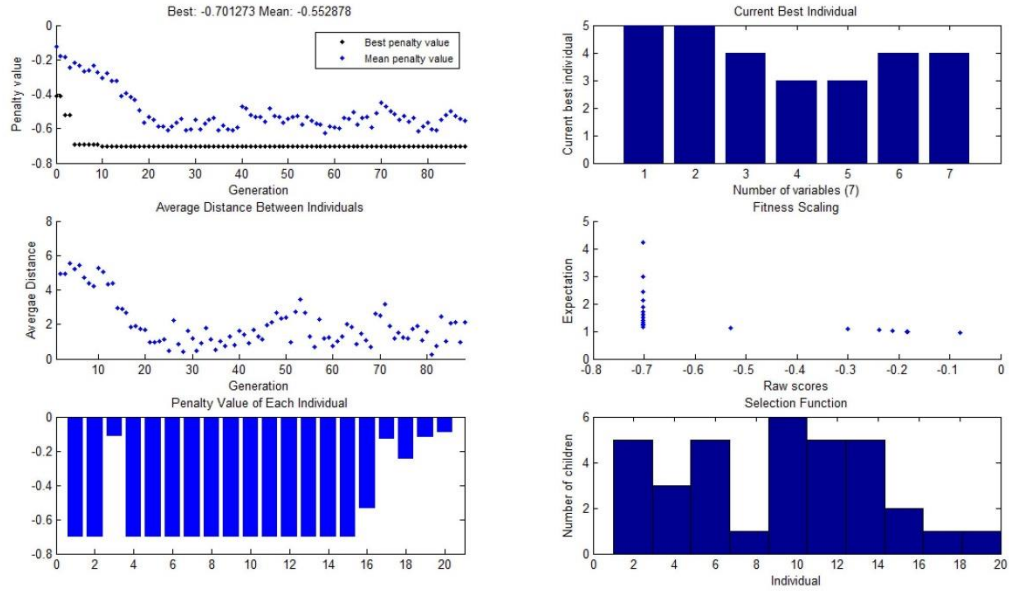 Best: -0.701273 Mean: -0.552878
Penalty value
0
-0.2
-0.4
-0.6
-0.8
Best penalty value
Mean penalty value
0 10 20 30 40 50 60 70 80
Generation
Current Best Individual
Current best individual
5
4
3
2
1
0
1 2 3 4 5 6 7
Number of variables (7)
Average Distance Between Individuals
Avergae Distance
8
6
4
2
0
10 20 30 40 50 60 70 80
Generation
Fitness Scaling
Expectation
5
4
3
2
1
0
-0.8 -0.7 -0.6 -0.5 -0.4 -0.3 -0.2 -0.1 0
Raw scores
Penalty Value of Each Individual
0
-0.2
-0.4
-0.6
-0.8
2 4 6 8 10 12 14 16 18 20
Selection Function
Number of children
6
4
2
0
0 2 4 6 8 10 12 14 16 18 20
Individual